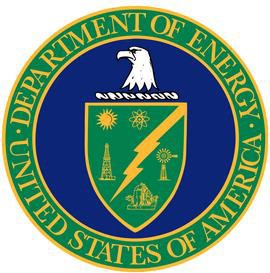 DEPARTMENT OF ENERGY
UNITED STATES OF AMERICA